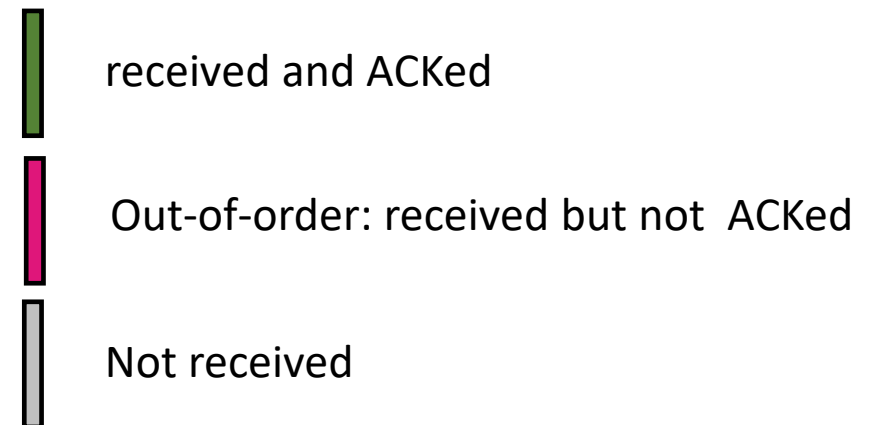 received and ACKed
Out-of-order: received but not ACKed
Not received